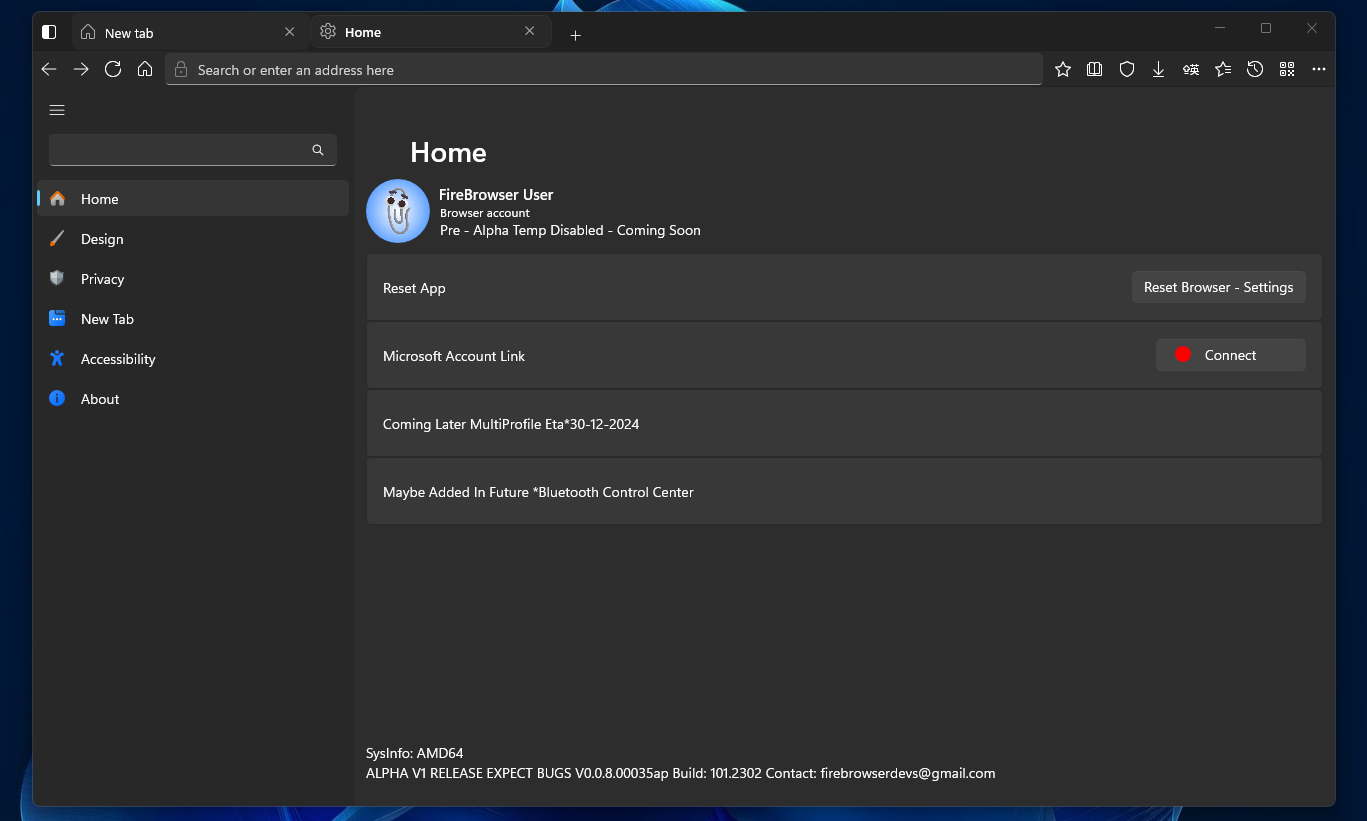 New tab
Home
Search or enter an address here
Home
Design
Privacy
New Tab
Accessibility
About
Home
FireBrowser User
Browser account
Pre - Alpha Temp Disabled - Coming Soon
Reset App
Reset Browser - Settings
Microsoft Account Link
Connect
Coming Later MultiProfile Eta*30-12-2024
Maybe Added In Future *Bluetooth Control Center
SysInfo: AMD64
ALPHA V1 RELEASE EXPECT BUGS V0.0.8.00035ap Build: 101.2302 Contact: firebrowserdevs@gmail.com